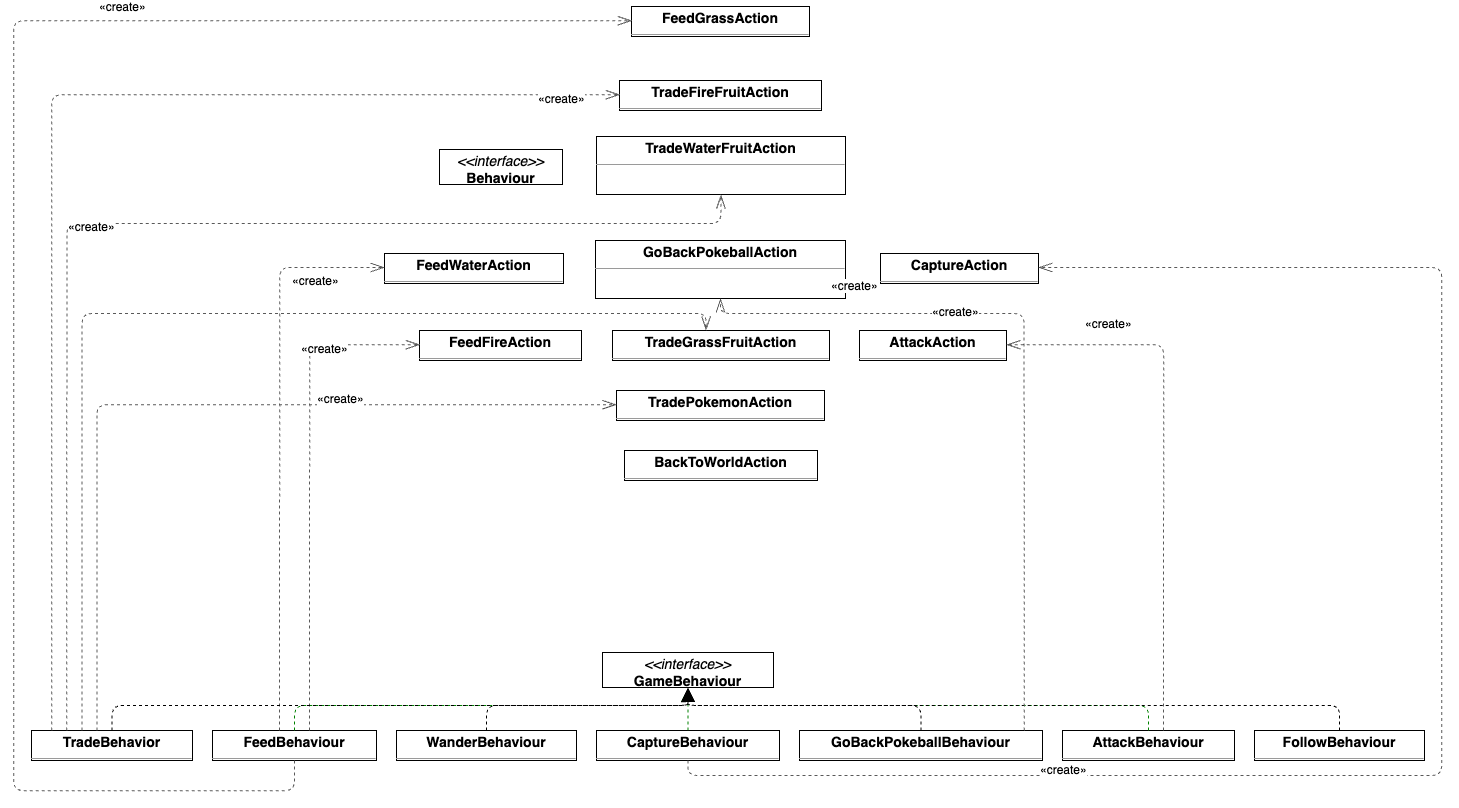 «create»
FeedGrassAction
TradeFireFruitAction
«create»
TradeWaterFruitAction
<<interface>>
Behaviour
«create»
GoBackPokeballAction
FeedWaterAction
CaptureAction
«create»
«create»
«create»
«create»
FeedFireAction
TradeGrassFruitAction
AttackAction
«create»
«create»
TradePokemonAction
BackToWorldAction
<<interface>>
GameBehaviour
TradeBehavior
FeedBehaviour
WanderBehaviour
CaptureBehaviour
GoBackPokeballBehaviour
AttackBehaviour
FollowBehaviour
«create»